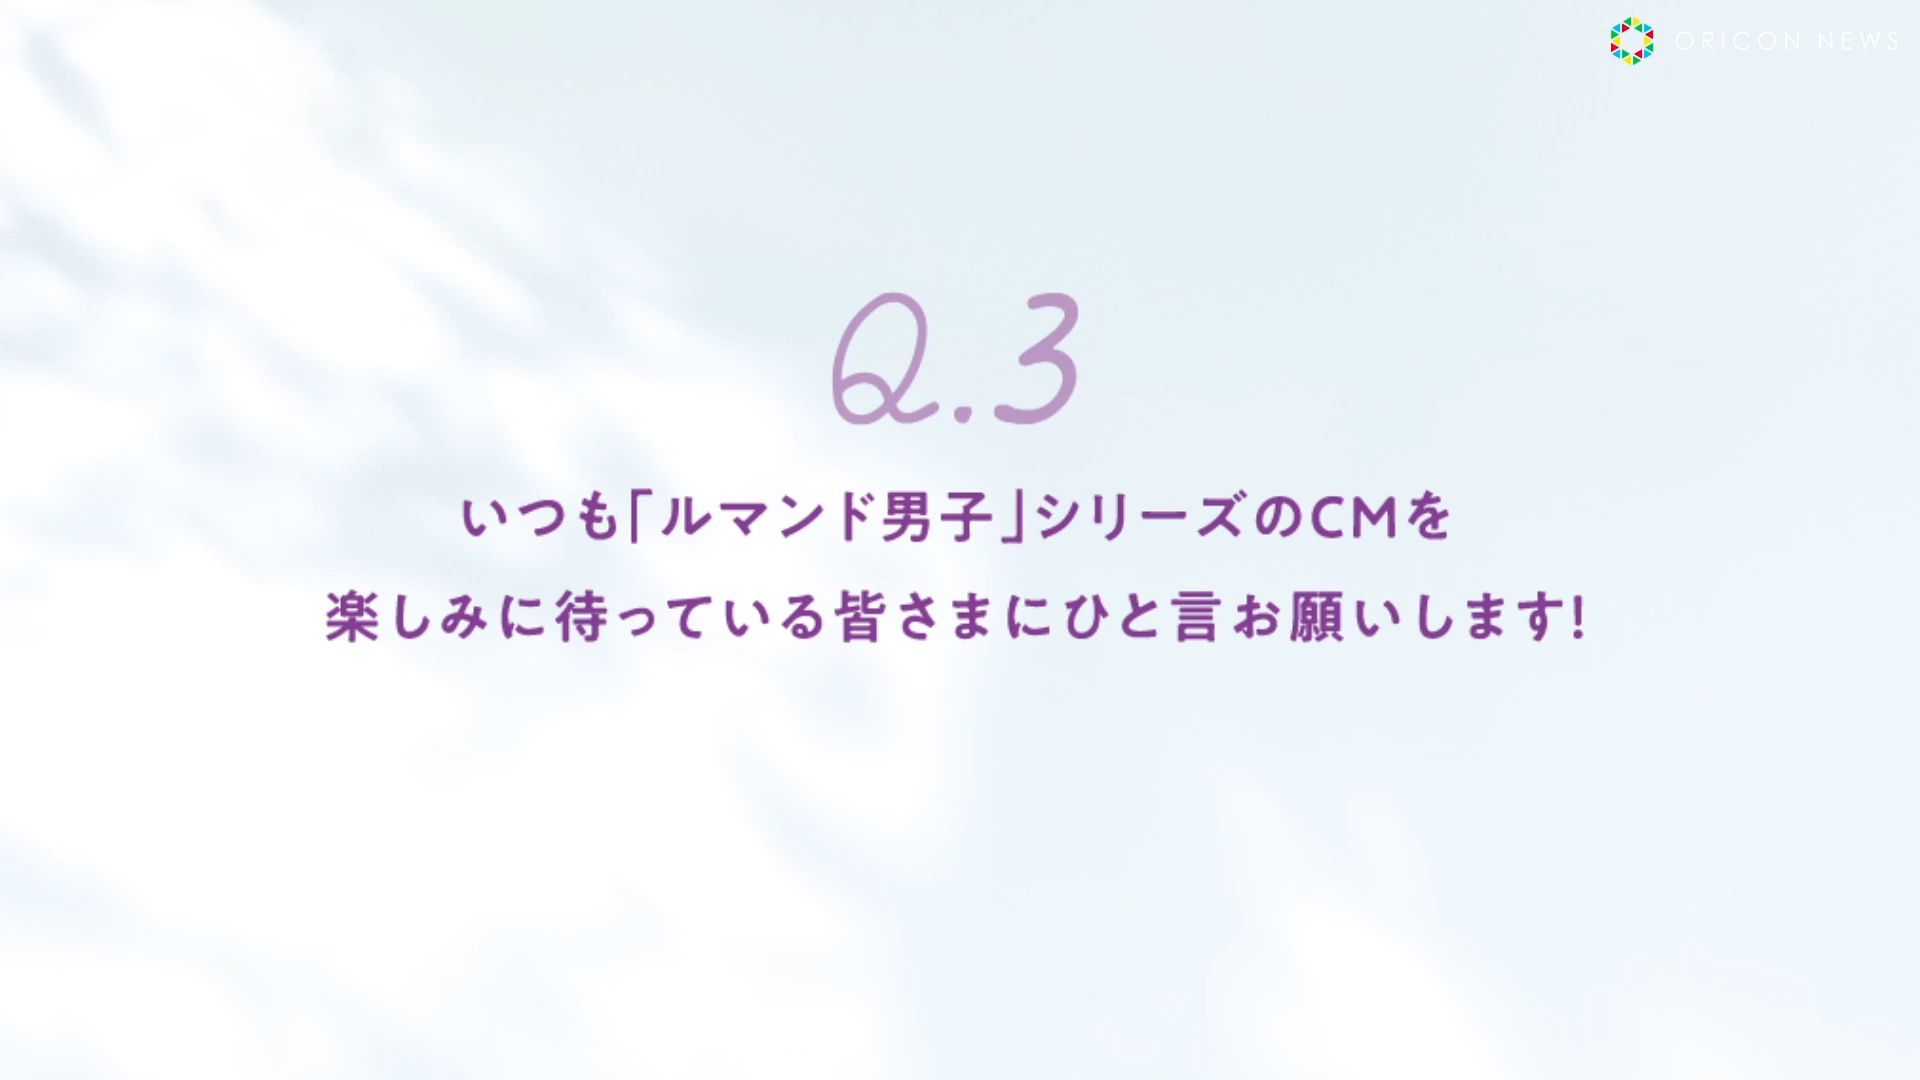 ORICON NEWS
Q.3
いつも「ルマンド男子」シリーズのCMを
楽しみに待っている皆さまにひと言お願いします!